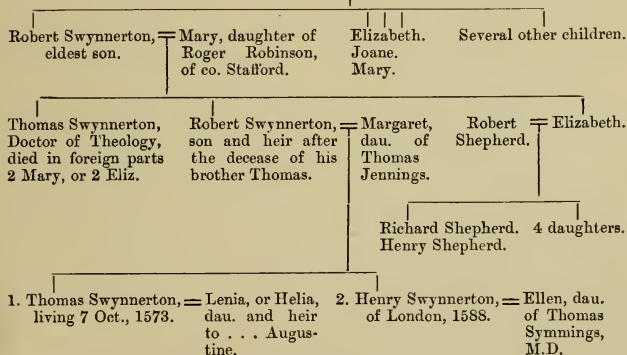 Robert Swynnerton,
eldest son.
Mary, daughter of
Roger Robinson,
of co. Stafford.
Elizabeth.
Joane.
Mary.
Several other children.
Thomas Swynnerton,
Doctor of Theology,
died in foreign parts
2 Mary, or 2 Eliz.
Robert Swynnerton,
son and heir after
the decease of his
brother Thomas.
Margaret,
dau. of
Thomas
Jennings.
Robert
Shepherd.
Elizabeth.
Richard Shepherd.
Henry Shepherd.
4 daughters.
1. Thomas Swynnerton,
living 7 Oct., 1573.
Lenia, or Helia,
dau. and heir
to . . . Augus-
tine.
2. Henry Swynnerton,
of London, 1588.
Ellen, dau.
of Thomas
Symmings,
M.D.